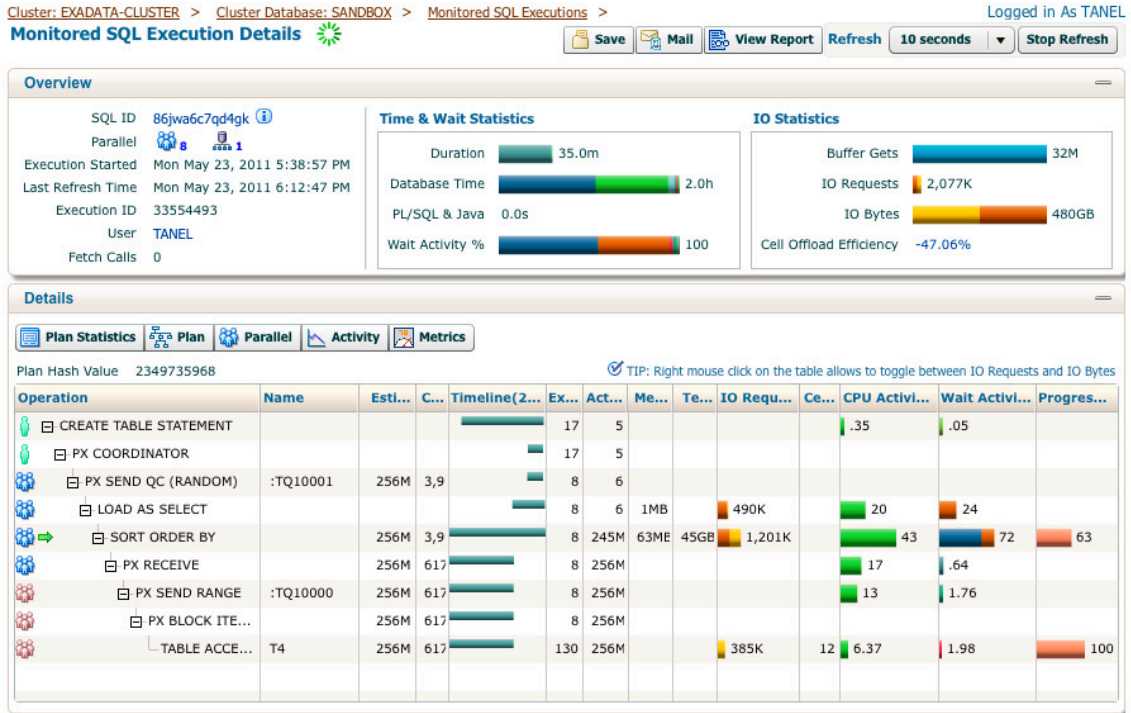 Cluster: EXADATA-CLUSTER > Cluster Database: SANDBOX > Monitored SQL Executions >
Logged in As TANEL
Monitored SQL Execution Details
Save Mail View Report Refresh 10 seconds Stop Refresh
Overview
SQL ID 86jwa6c7qd4gk
Parallel 8 1
Execution Started Mon May 23, 2011 5:38:57 PM
Last Refresh Time Mon May 23, 2011 6:12:47 PM
Execution ID 33554493
User TANEL
Fetch Calls 0
Time & Wait Statistics
Duration 35.0m
Database Time 2.0h
PL/SQL & Java 0.0s
Wait Activity % 100
IO Statistics
Buffer Gets 32M
IO Requests 2,077K
IO Bytes 480GB
Cell Offload Efficiency -47.06%
Details
Plan Statistics Plan Parallel Activity Metrics
Plan Hash Value 2349735968
TIP: Right mouse click on the table allows to toggle between IO Requests and IO Bytes
Operation Name Esti... C... Timeline(2... Ex... Act... Me... Te... IO Requ... Ce... CPU Activi... Wait Activi... Progres...
CREATE TABLE STATEMENT 17 5 .35 .05
PX COORDINATOR 17 5
PX SEND QC (RANDOM) :TQ10001 256M 3,9 8 6
LOAD AS SELECT 8 6 1MB 490K 20 24
SORT ORDER BY 256M 3,9 8 245M 63MB 45GB 1,201K 43 72 63
PX RECEIVE 256M 617 8 256M 17 .64
PX SEND RANGE :TQ10000 256M 617 8 256M 13 1.76
PX BLOCK ITE... 256M 617 8 256M
TABLE ACCE... T4 256M 617 130 256M 385K 12 6.37 1.98 100